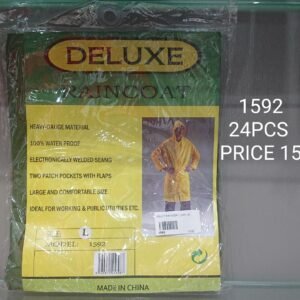 DELUXE
RAINCOAT
HEAVY-GAUGE MATERIAL
100% WATER PROOF
ELECTRONICALLY WELDED SEAMS
TWO PATCH POCKETS WITH FLAPS
LARGE AND COMFORTABLE SIZE
IDEAL FOR WORKING & PUBLIC UTILITIES ETC.
L
MODEL: 1592
MADE IN CHINA
1592
24PCS
PRICE 15